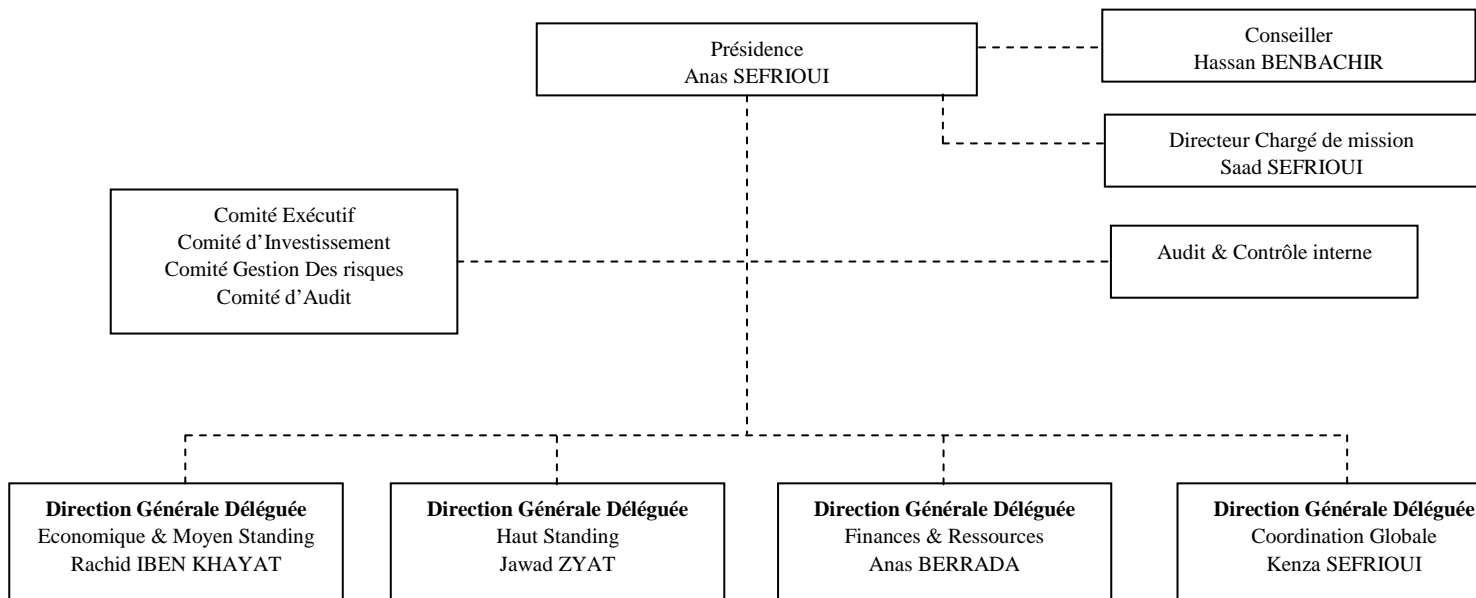 Présidence
Anas SEFRIOUI
Conseiller
Hassan BENBACHIR
Directeur Chargé de mission
Saad SEFRIOUI
Comité Exécutif
Comité d’Investissement
Comité Gestion Des risques
Comité d’Audit
Audit & Contrôle interne
Direction Générale Déléguée
Economique & Moyen Standing
Rachid IBEN KHAYAT
Direction Générale Déléguée
Haut Standing
Jawad ZYAT
Direction Générale Déléguée
Finances & Ressources
Anas BERRADA
Direction Générale Déléguée
Coordination Globale
Kenza SEFRIOUI